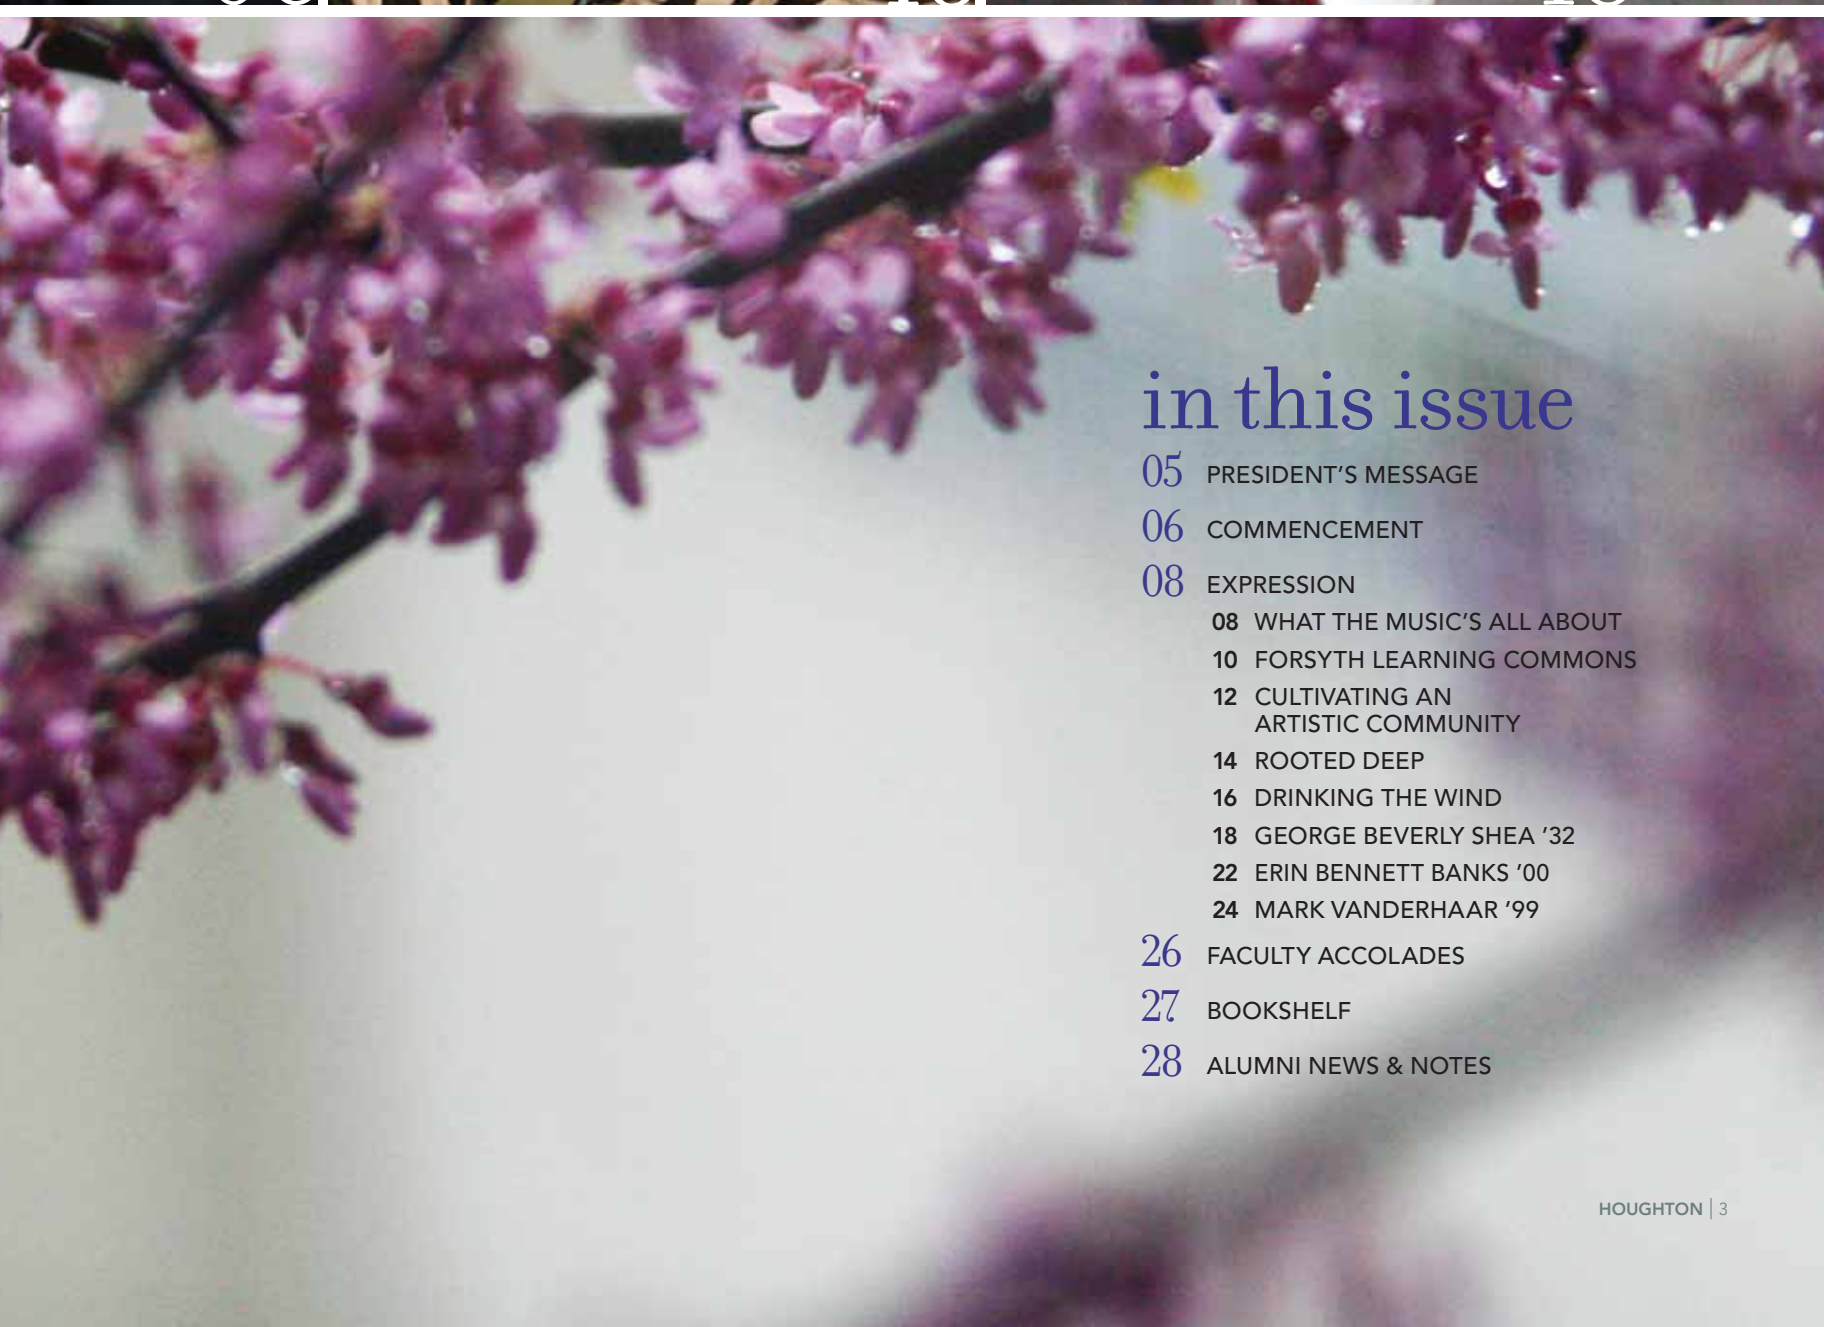 in this issue
05 PRESIDENT’S MESSAGE
06 COMMENCEMENT
08 EXPRESSION
08 WHAT THE MUSIC’S ALL ABOUT
10 FORSYTH LEARNING COMMONS
12 CULTIVATING AN
ARTISTIC COMMUNITY
14 ROOTED DEEP
16 DRINKING THE WIND
18 GEORGE BEVERLY SHEA ’32
22 ERIN BENNETT BANKS ’00
24 MARK VANDERHAAR ’99
26 FACULTY ACCOLADES
27 BOOKSHELF
28 ALUMNI NEWS & NOTES
HOUGHTON | 3